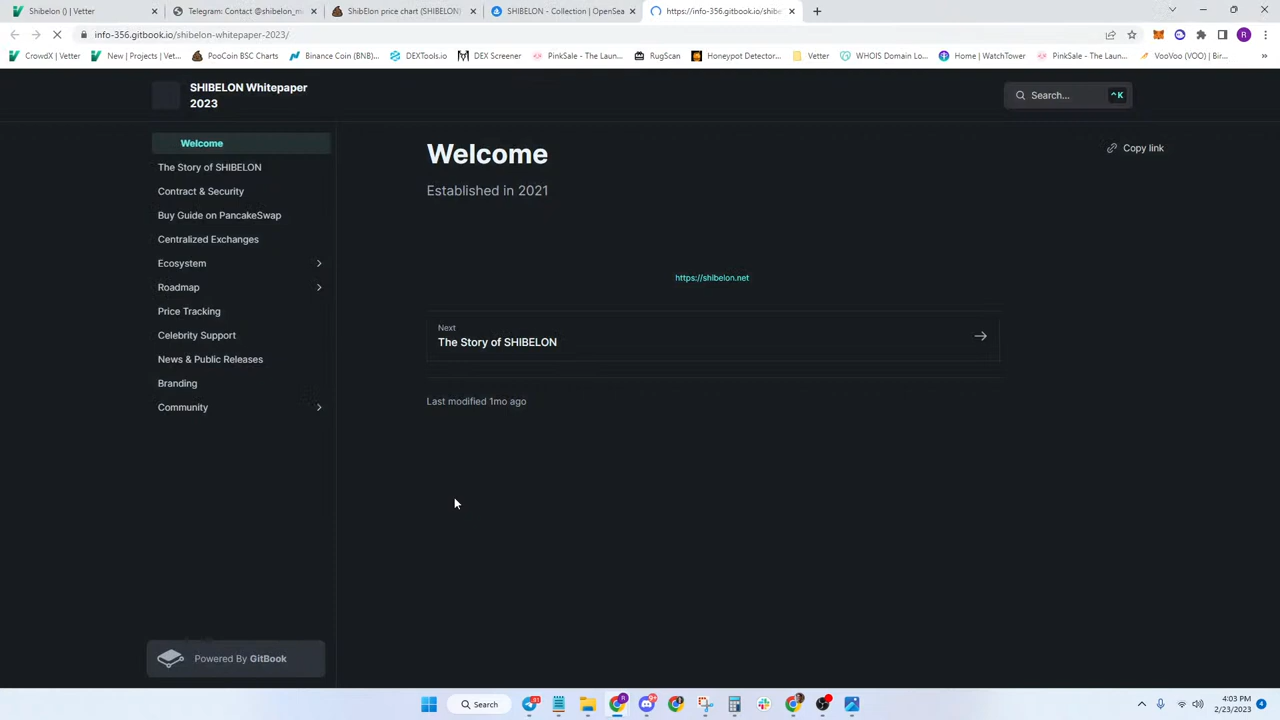 Shibelon () | Vetter
Telegram: Contact @shibelon_m
ShibElon price chart (SHIBELON)
SHIBELON - Collection | OpenSea
https://info-356.gitbook.io/shibe
info-356.gitbook.io/shibelon-whitepaper-2023/
R
CrowdX | Vetter
New | Projects | Vet...
PooCoin BSC Charts
Binance Coin (BNB)...
DEXTools.io
DEX Screener
PinkSale - The Laun...
RugScan
Honeypot Detector...
Vetter
WHOIS Domain Lo...
Home | WatchTower
PinkSale - The Laun...
VooVoo (VOO) | Bir...
»
SHIBELON Whitepaper
2023
Search...
^K
Welcome
The Story of SHIBELON
Contract & Security
Buy Guide on PancakeSwap
Centralized Exchanges
Ecosystem
Roadmap
Price Tracking
Celebrity Support
News & Public Releases
Branding
Community
Powered By GitBook
Welcome
Copy link
Established in 2021
https://shibelon.net
Next
The Story of SHIBELON
Last modified 1mo ago
Search
4:03 PM
2/23/2023